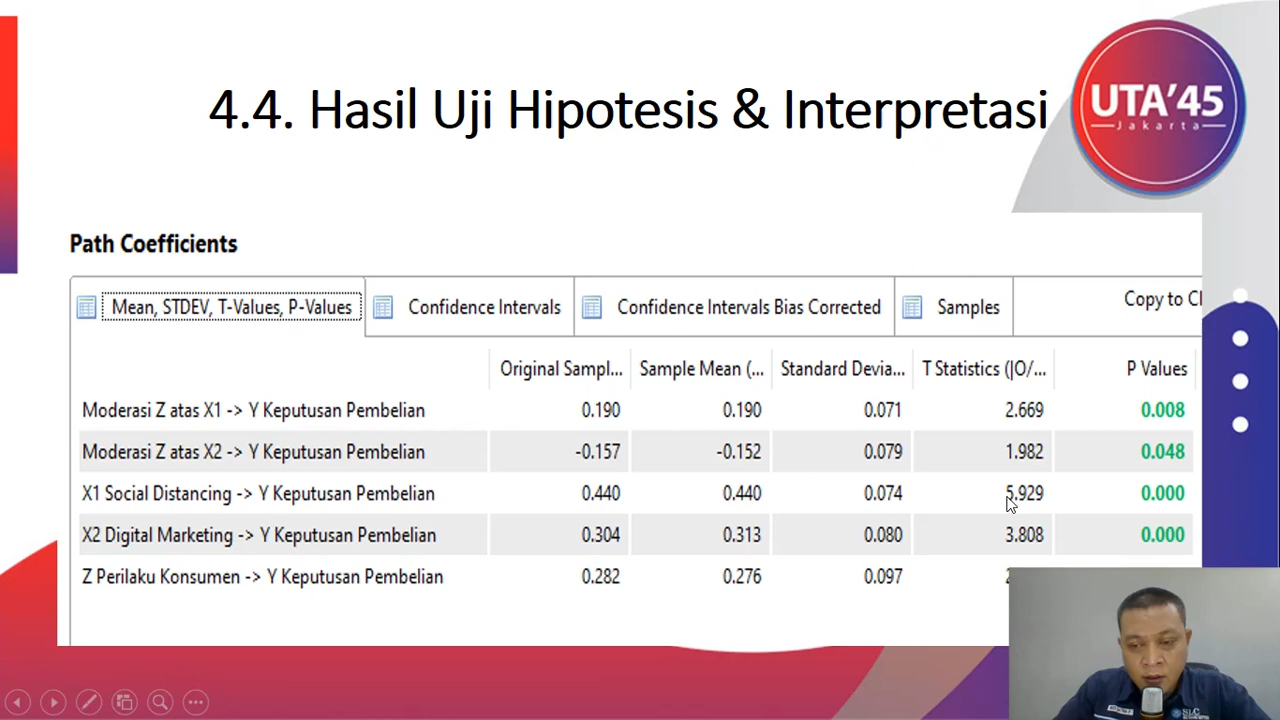 4.4. Hasil Uji Hipotesis & Interpretasi
UTA'45
Jakarta
Path Coefficients
Mean, STDEV, T-Values, P-Values Confidence Intervals Confidence Intervals Bias Corrected Samples Copy to Cl
Original Sampl... Sample Mean (... Standard Devia... T Statistics (|O/... P Values
Moderasi Z atas X1 -> Y Keputusan Pembelian 0.190 0.190 0.071 2.669 0.008
Moderasi Z atas X2 -> Y Keputusan Pembelian -0.157 -0.152 0.079 1.982 0.048
X1 Social Distancing -> Y Keputusan Pembelian 0.440 0.440 0.074 5.929 0.000
X2 Digital Marketing -> Y Keputusan Pembelian 0.304 0.313 0.080 3.808 0.000
Z Perilaku Konsumen -> Y Keputusan Pembelian 0.282 0.276 0.097
SLC